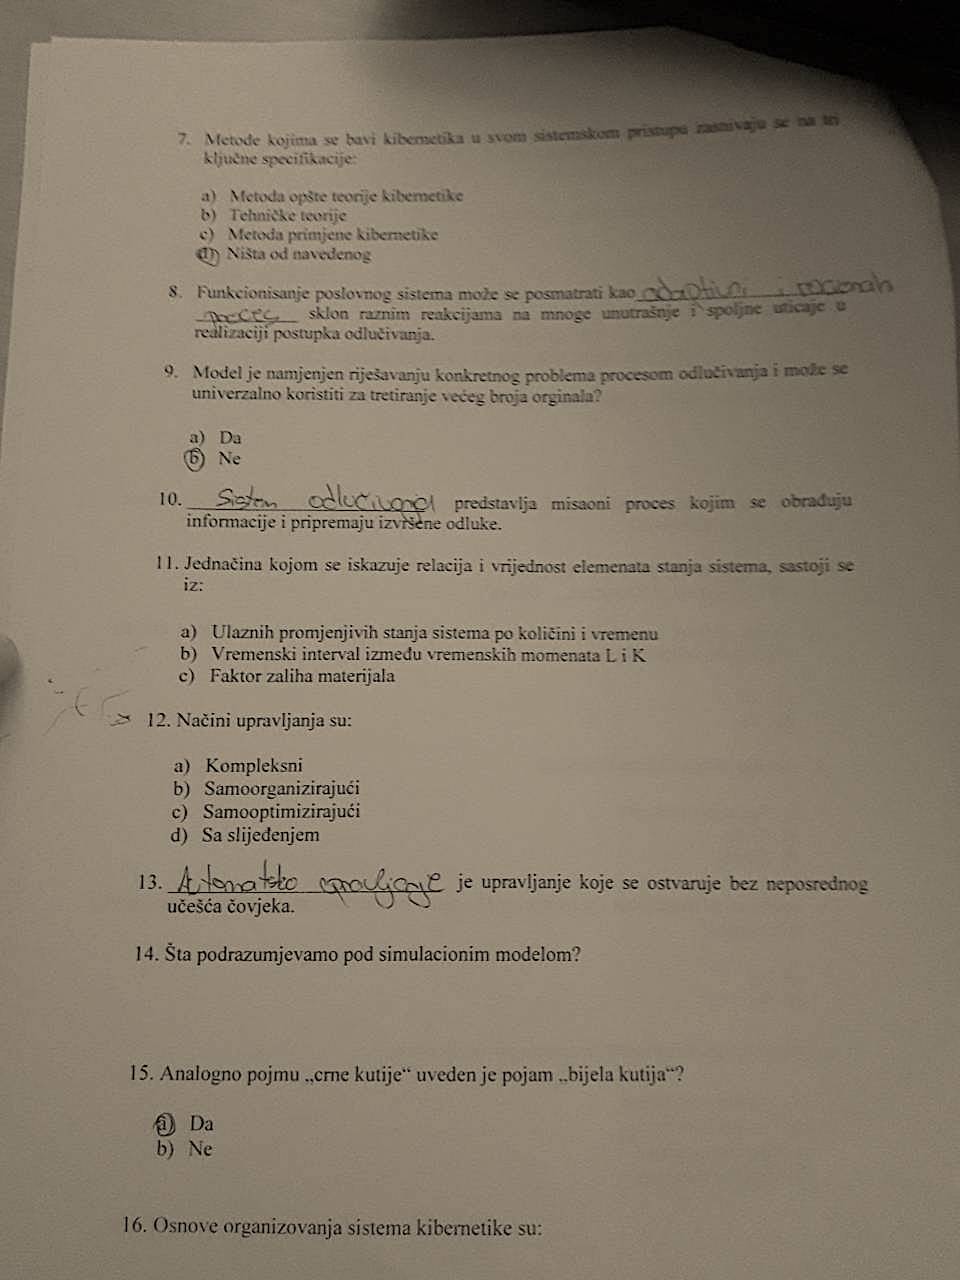 7. Metode kojima se bavi kibernetika u svom sistemskom pristupu zasnivaju se na tri
ključne specifikacije:
a) Metoda opšte teorije kibernetike
b) Tehničke teorije
c) Metoda primjene kibernetike
d) Ništa od navedenog
8. Funkcionisanje poslovnog sistema može se posmatrati kao adaptivni i
proces sklon raznim reakcijama na mnoge unutrašnje i spoljne uticaje u
realizaciji postupka odlučivanja.
9. Model je namjenjen riješavanju konkretnog problema procesom odlučivanja i može se
univerzalno koristiti za tretiranje većeg broja orginala?
a) Da
b) Ne
10. Sistem odlučivanja predstavlja misaoni proces kojim se obrađuju
informacije i pripremaju izvršene odluke.
11. Jednačina kojom se iskazuje relacija i vrijednost elemenata stanja sistema, sastoji se
iz:
a) Ulaznih promjenjivih stanja sistema po količini i vremenu
b) Vremenski interval između vremenskih momenata L i K
c) Faktor zaliha materijala
12. Načini upravljanja su:
a) Kompleksni
b) Samoorganizirajući
c) Samooptimizirajući
d) Sa slijeđenjem
13. Automatsko upravljanje je upravljanje koje se ostvaruje bez neposrednog
učešća čovjeka.
14. Šta podrazumjevamo pod simulacionim modelom?
15. Analogno pojmu „crne kutije“ uveden je pojam „bijela kutija“?
a) Da
b) Ne
16. Osnove organizovanja sistema kibernetike su: